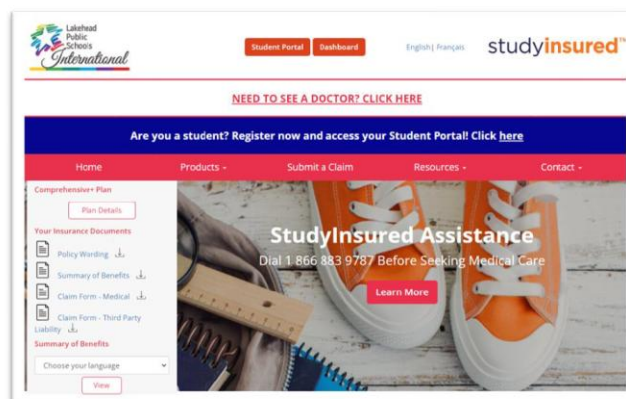 Lakehead
Public
Schools
International
Student Portal Dashboard English| Français studyinsured™
NEED TO SEE A DOCTOR? CLICK HERE
Are you a student? Register now and access your Student Portal! Click here
Home Products Submit a Claim Resources Contact
Comprehensive+ Plan
Plan Details
Your Insurance Documents
Policy Wording
Summary of Benefits
Claim Form - Medical
Claim Form - Third Party
Liability
Summary of Benefits
Choose your language
View
StudyInsured Assistance
Dial 1 866 883 9787 Before Seeking Medical Care
Learn More